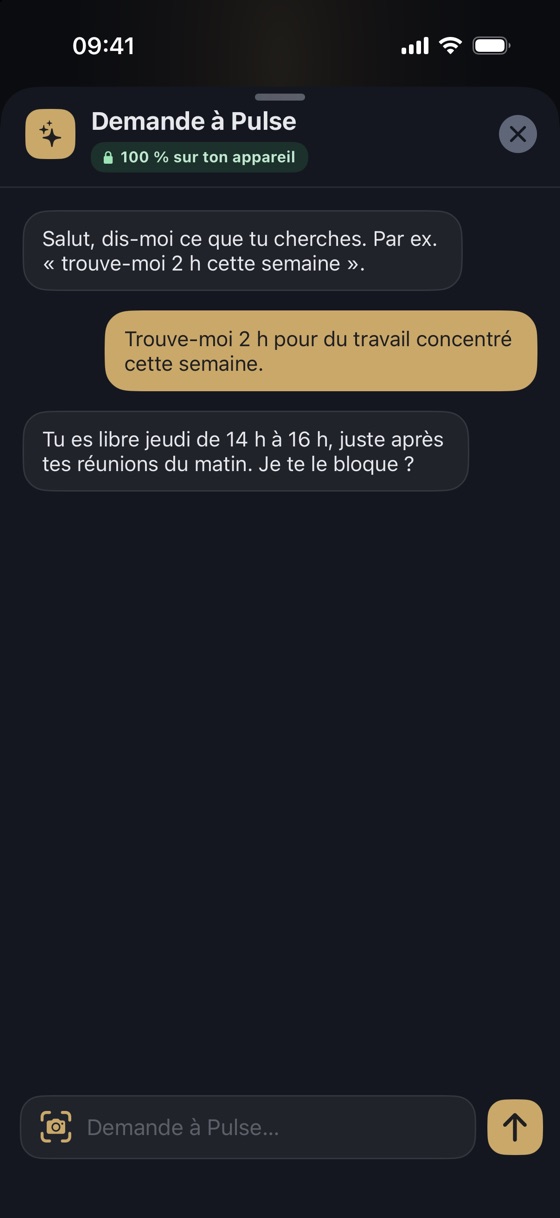 09:41
Demande à Pulse
100 % sur ton appareil
Salut, dis-moi ce que tu cherches. Par ex.
« trouve-moi 2 h cette semaine ».
Trouve-moi 2 h pour du travail concentré
cette semaine.
Tu es libre jeudi de 14 h à 16 h, juste après
tes réunions du matin. Je te le bloque ?
Demande à Pulse...